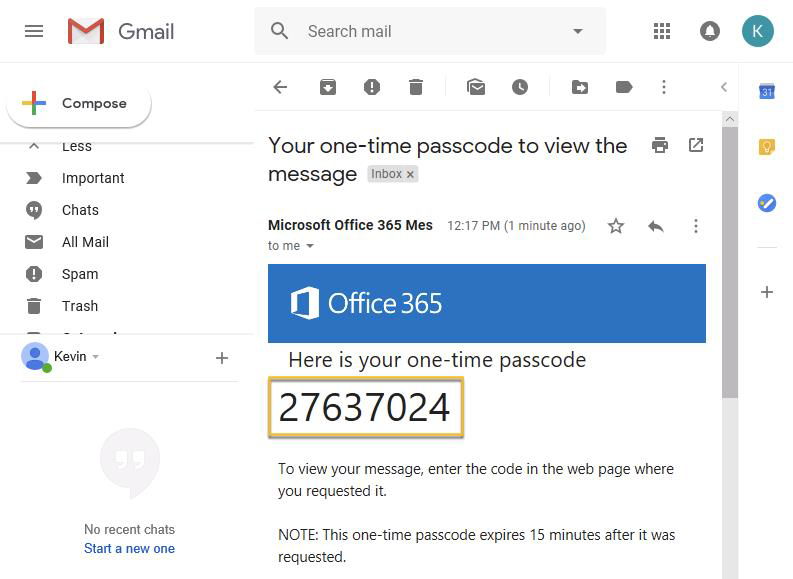 Gmail
Search mail
K
Compose
Less
Important
Chats
All Mail
Spam
Trash
Kevin
No recent chats
Start a new one
Your one-time passcode to view the
message Inbox x
Microsoft Office 365 Mes 12:17 PM (1 minute ago)
to me
Office 365
Here is your one-time passcode
27637024
To view your message, enter the code in the web page where
you requested it.
NOTE: This one-time passcode expires 15 minutes after it was
requested.
31